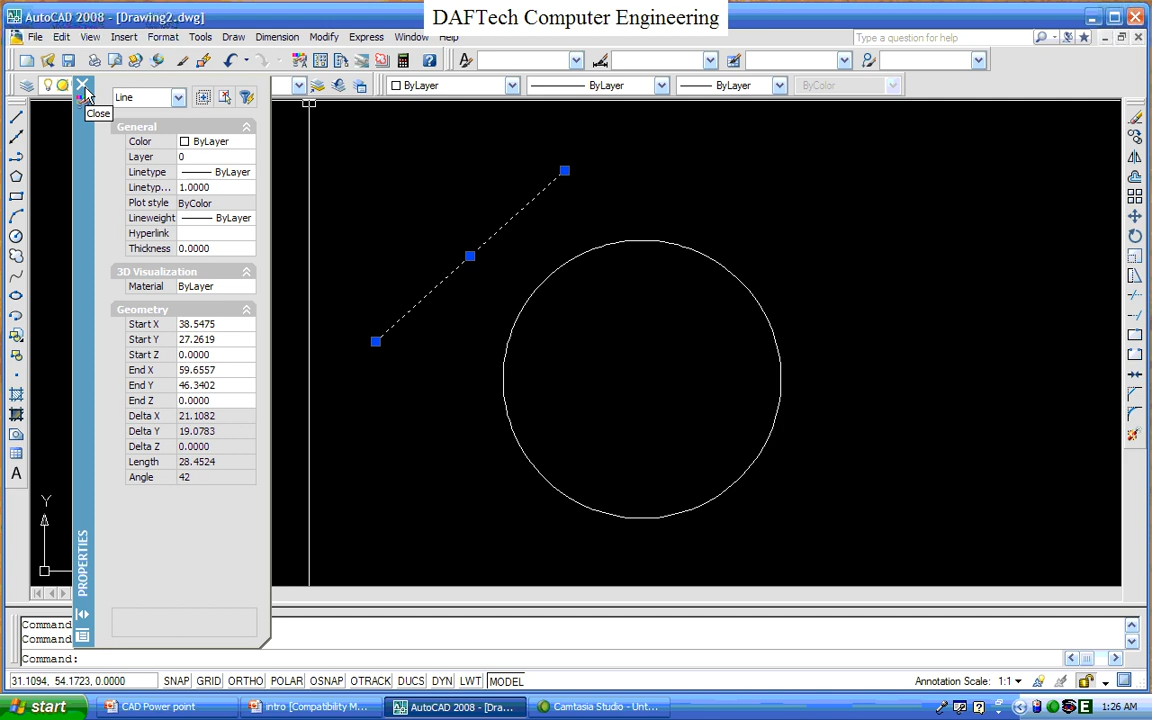 AutoCAD 2008 - [Drawing2.dwg]
DAFTech Computer Engineering
File Edit View Insert Format Tools Draw Dimension Modify Express Window Help
Type a question for help
ByLayer ByLayer ByLayer ByColor
Close
Line
General
Color ByLayer
Layer 0
Linetype ByLayer
Linetyp... 1.0000
Plot style ByColor
Lineweight ByLayer
Hyperlink
Thickness 0.0000
3D Visualization
Material ByLayer
Geometry
Start X 38.5475
Start Y 27.2619
Start Z 0.0000
End X 59.6557
End Y 46.3402
End Z 0.0000
Delta X 21.1082
Delta Y 19.0783
Delta Z 0.0000
Length 28.4524
Angle 42
PROPERTIES
Y
A
Command
Command
Command:
31.1094, 54.1723, 0.0000 SNAP GRID ORTHO POLAR OSNAP OTRACK DUCS DYN LWT MODEL Annotation Scale: 1:1
start CAD Power point intro [Compatibility M... AutoCAD 2008 - [Dra... Camtasia Studio - Unt... E 1:26 AM